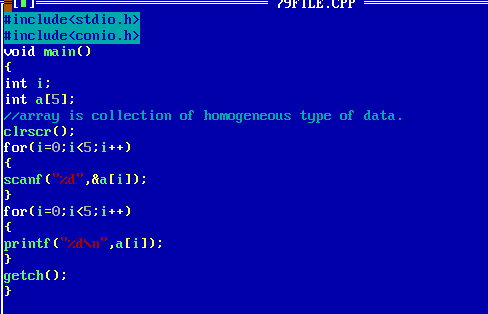 [■] 79FILE.CPP
#include<stdio.h>
#include<conio.h>
void main()
{
int i;
int a[5];
//array is collection of homogeneous type of data.
clrscr();
for(i=0;i<5;i++)
{
scanf("%d",&a[i]);
}
for(i=0;i<5;i++)
{
printf("%d\n",a[i]);
}
getch();
}